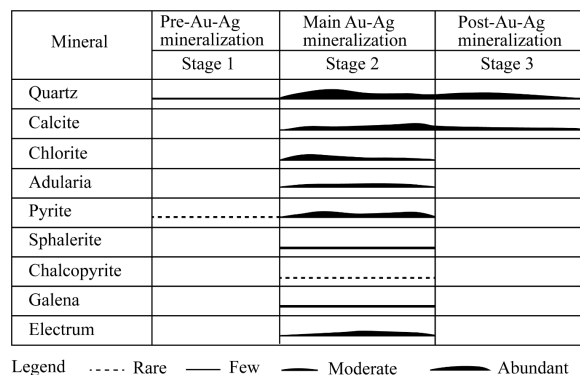 Mineral
Pre-Au-Ag
mineralization
Main Au-Ag
mineralization
Post-Au-Ag
mineralization
Stage 1
Stage 2
Stage 3
Quartz
Calcite
Chlorite
Adularia
Pyrite
Sphalerite
Chalcopyrite
Galena
Electrum
Legend Rare Few Moderate Abundant